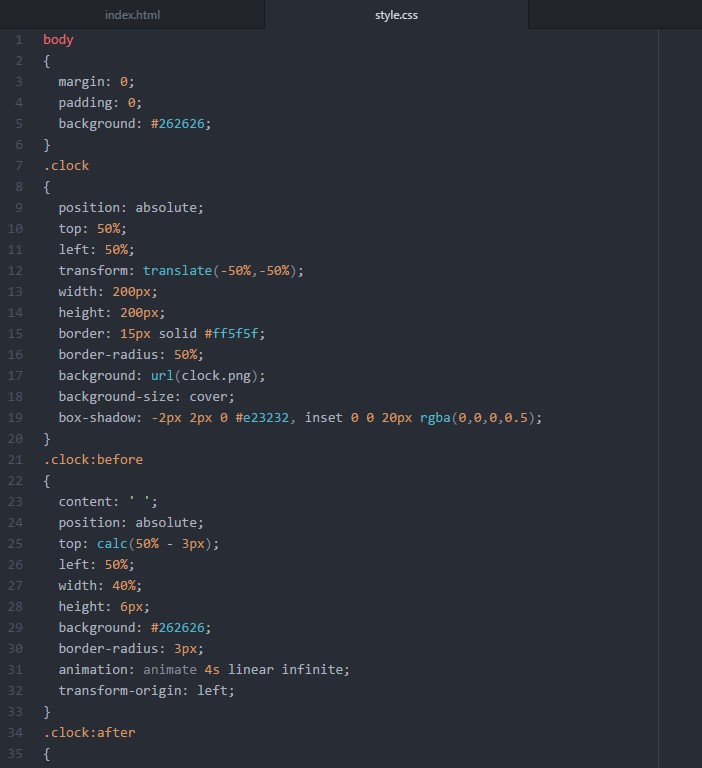 index.html style.css
1 body
2 {
3 margin: 0;
4 padding: 0;
5 background: #262626;
6 }
7 .clock
8 {
9 position: absolute;
10 top: 50%;
11 left: 50%;
12 transform: translate(-50%,-50%);
13 width: 200px;
14 height: 200px;
15 border: 15px solid #ff5f5f;
16 border-radius: 50%;
17 background: url(clock.png);
18 background-size: cover;
19 box-shadow: -2px 2px 0 #e23232, inset 0 0 20px rgba(0,0,0,0.5);
20 }
21 .clock:before
22 {
23 content: ' ';
24 position: absolute;
25 top: calc(50% - 3px);
26 left: 50%;
27 width: 40%;
28 height: 6px;
29 background: #262626;
30 border-radius: 3px;
31 animation: animate 4s linear infinite;
32 transform-origin: left;
33 }
34 .clock:after
35 {